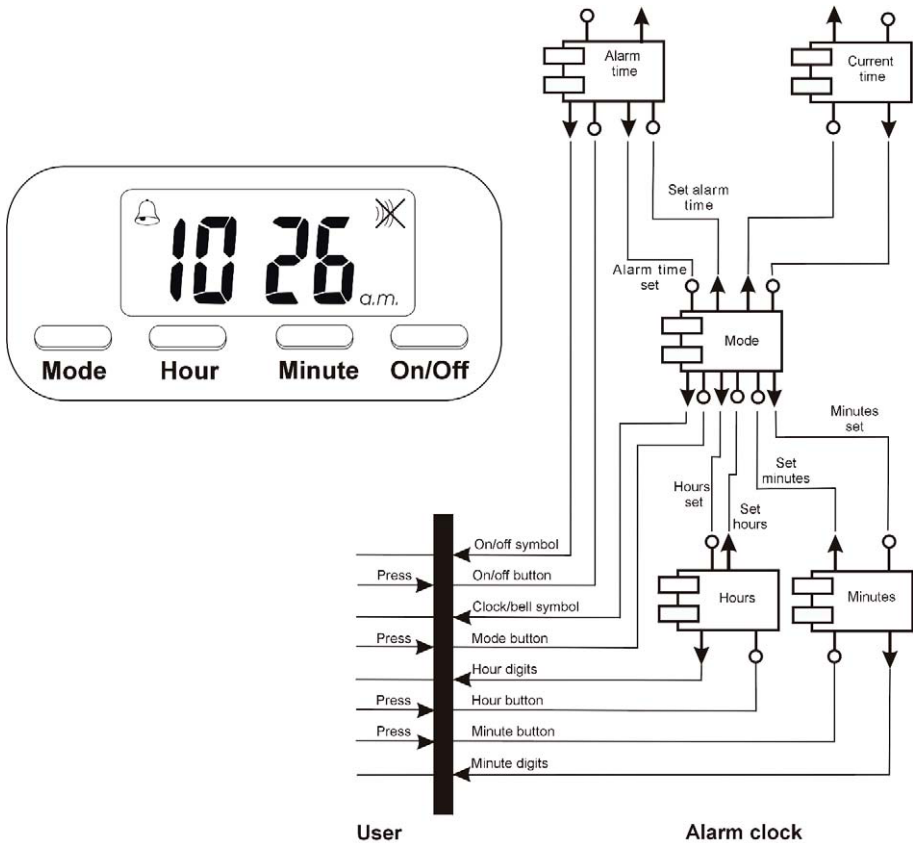 Alarm
time
Current
time
10 26
a.m.
Mode Hour Minute On/Off
Set alarm
time
Alarm time
set
Mode
Minutes
set
Hours
set
Set
minutes
Set
hours
On/off symbol
Press On/off button
Clock/bell symbol
Press Mode button
Hour digits
Press Hour button
Press Minute button
Minute digits
Hours
Minutes
User
Alarm clock